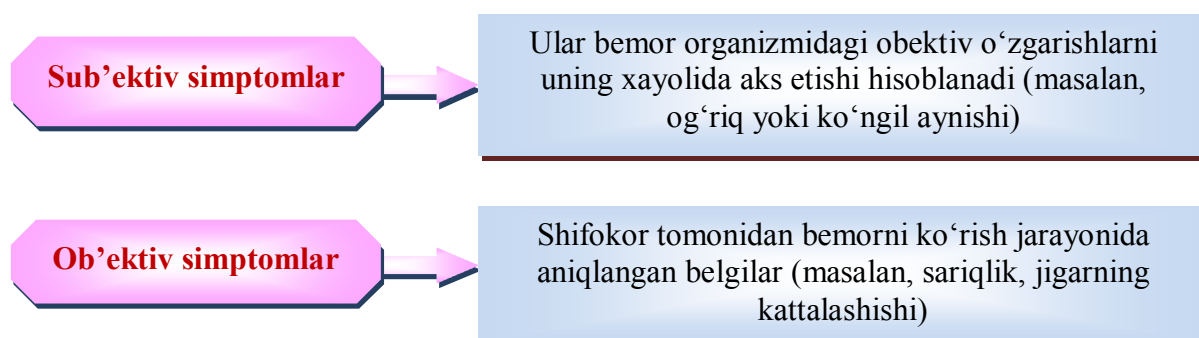 Sub’ektiv simptomlar
Ular bemor organizmidagi obektiv o‘zgarishlarni
uning xayolida aks etishi hisoblanadi (masalan,
og‘riq yoki ko‘ngil aynishi)
Ob’ektiv simptomlar
Shifokor tomonidan bemorni ko‘rish jarayonida
aniqlangan belgilar (masalan, sariqlik, jigarning
kattalashishi)